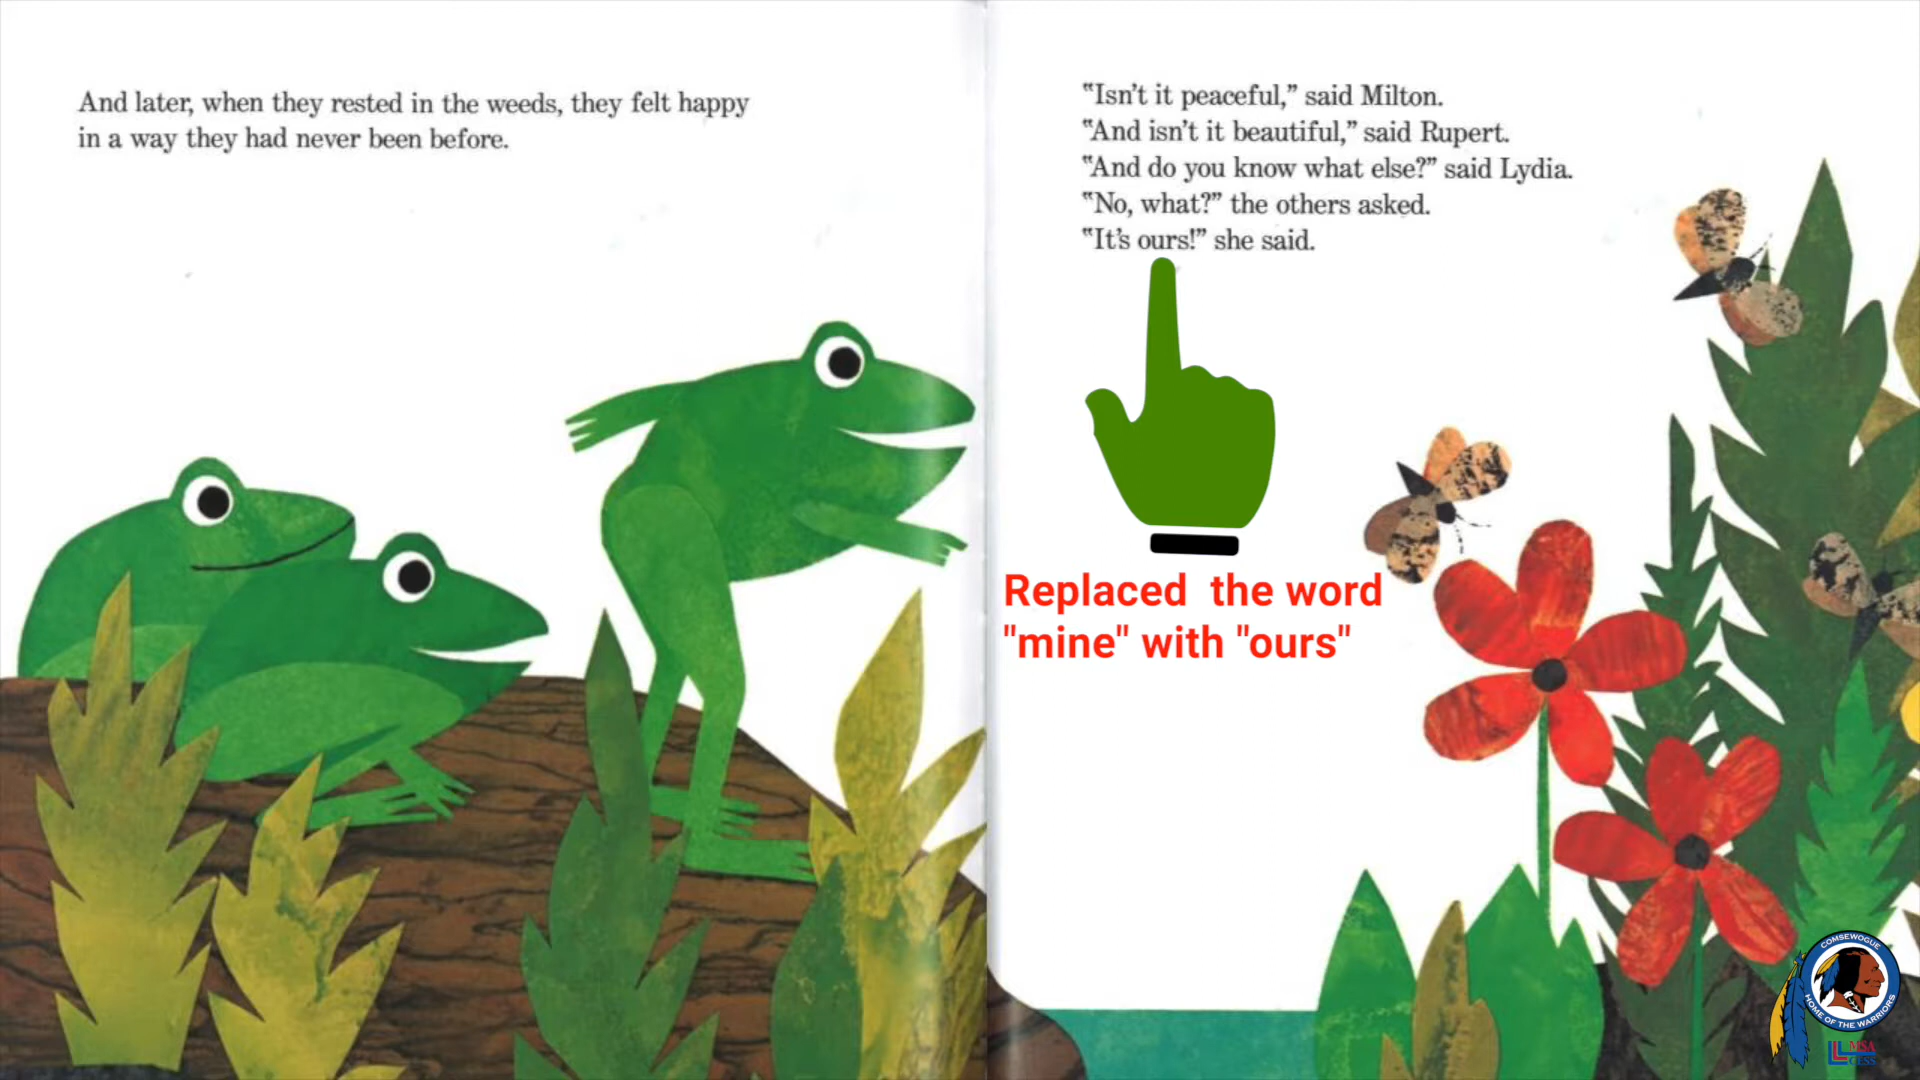 And later, when they rested in the weeds, they felt happy
in a way they had never been before.
"Isn't it peaceful," said Milton.
"And isn't it beautiful," said Rupert.
"And do you know what else?" said Lydia.
"No, what?" the others asked.
"It's ours!" she said.
Replaced  the word
"mine" with "ours"
COMSEWOGUE
HOME OF THE WARRIORS
MSA